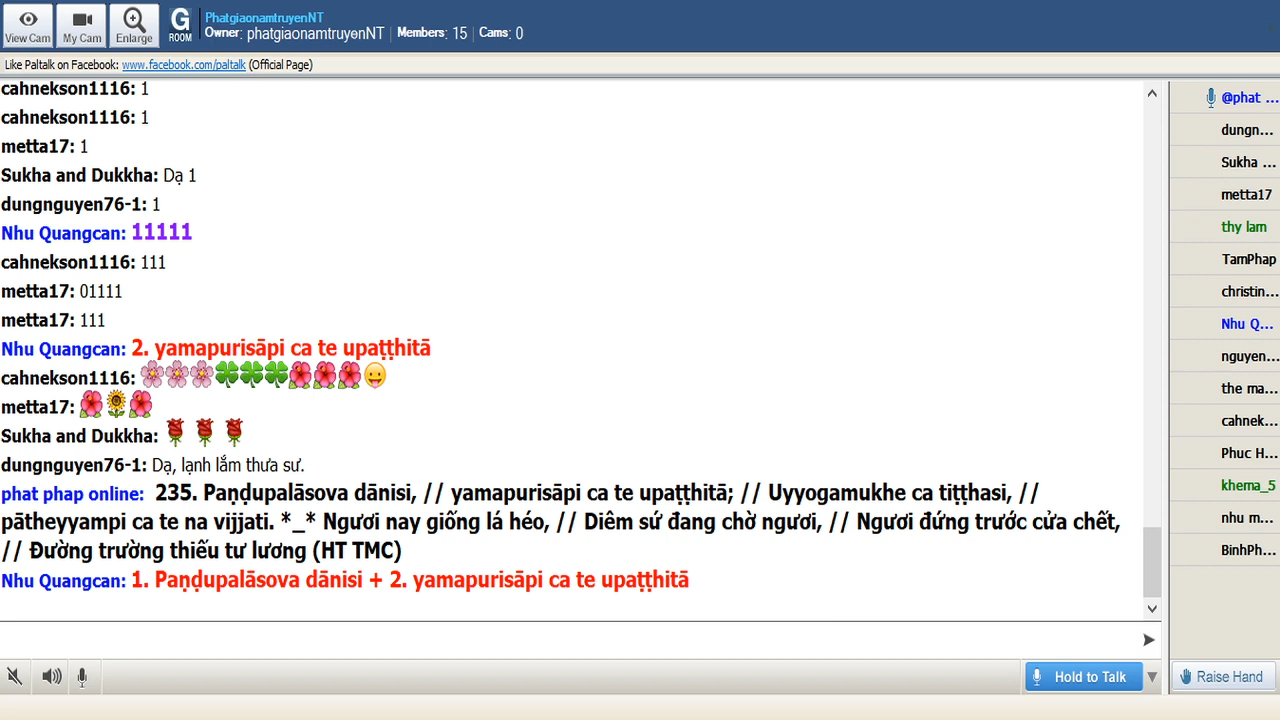 View Cam
My Cam
Enlarge
G
ROOM
PhatgiaonamtruyenNT
Owner: phatgiaonamtruyenNT | Members: 15 | Cams: 0
Like Paltalk on Facebook: www.facebook.com/paltalk (Official Page)
cahnekson1116: 1
cahnekson1116: 1
metta17: 1
Sukha and Dukkha: Dạ 1
dungnguyen76-1: 1
Nhu Quangcan: 11111
cahnekson1116: 111
metta17: 01111
metta17: 111
Nhu Quangcan: 2. yamapurisāpi ca te upaṭṭhitā
cahnekson1116: 🌸🌸🌸🍀🍀🍀🌺🌺🌺😛
metta17: 🌺🌻🌺
Sukha and Dukkha: 🌹 🌹 🌹
dungnguyen76-1: Dạ, lạnh lắm thưa sư.
phat phap online: 235. Paṇḍupalāsova dānisi, // yamapurisāpi ca te upaṭṭhitā; // Uyyogamukhe ca tiṭṭhasi, //
pātheyyampi ca te na vijjati. *_* Ngươi nay giống lá héo, // Diêm sứ đang chờ ngươi, // Ngươi đứng trước cửa chết,
// Đường trường thiếu tư lương (HT TMC)
Nhu Quangcan: 1. Paṇḍupalāsova dānisi + 2. yamapurisāpi ca te upaṭṭhitā
@phat ...
dungn...
Sukha ...
metta17
thy lam
TamPhap
christin...
Nhu Q...
nguyen...
the ma...
cahnek...
Phuc H...
khema_5
nhu m...
BinhPh...
Hold to Talk
Raise Hand